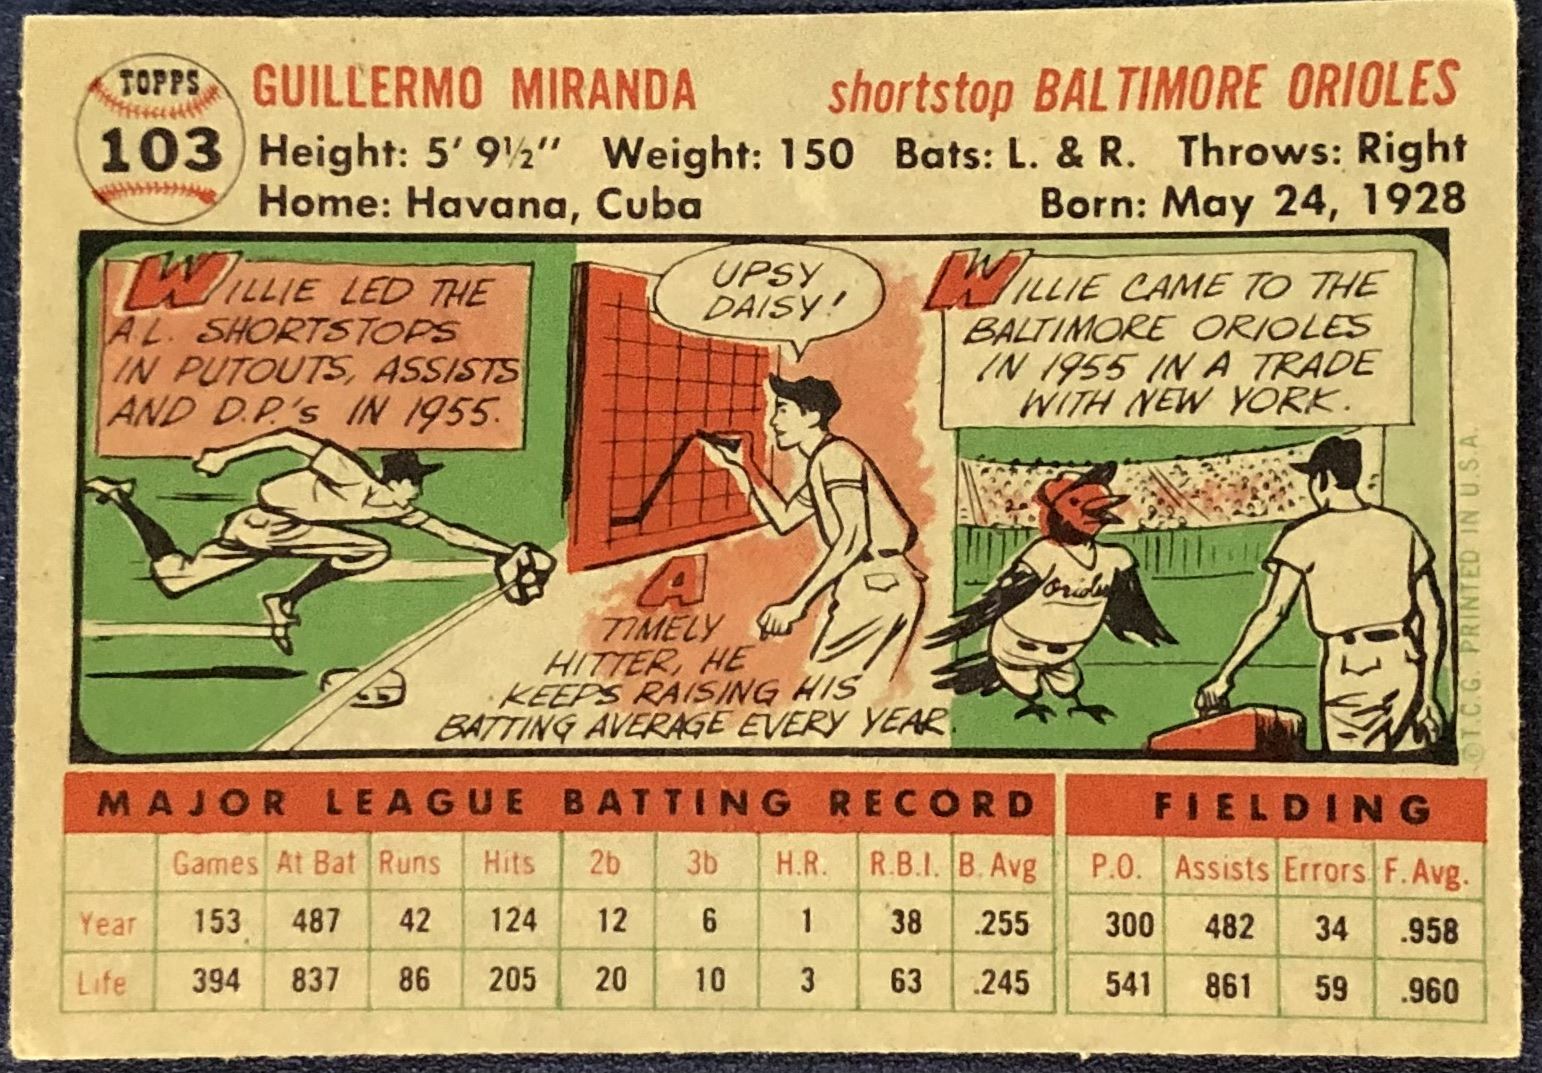 TOPPS
103
GUILLERMO MIRANDA shortstop BALTIMORE ORIOLES
Height: 5' 9½" Weight: 150 Bats: L. & R. Throws: Right
Home: Havana, Cuba Born: May 24, 1928
WILLIE LED THE
A.L. SHORTSTOPS
IN PUTOUTS, ASSISTS
AND D.P.'s IN 1955.
UPSY
DAISY!
A
TIMELY
HITTER, HE
KEEPS RAISING HIS
BATTING AVERAGE EVERY YEAR.
WILLIE CAME TO THE
BALTIMORE ORIOLES
IN 1955 IN A TRADE
WITH NEW YORK.
Orioles
©T.C.G. PRINTED IN U.S.A.
MAJOR LEAGUE BATTING RECORD FIELDING
Games At Bat Runs Hits 2b 3b H.R. R.B.I. B. Avg P.O. Assists Errors F. Avg.
Year 153 487 42 124 12 6 1 38 .255 300 482 34 .958
Life 394 837 86 205 20 10 3 63 .245 541 861 59 .960